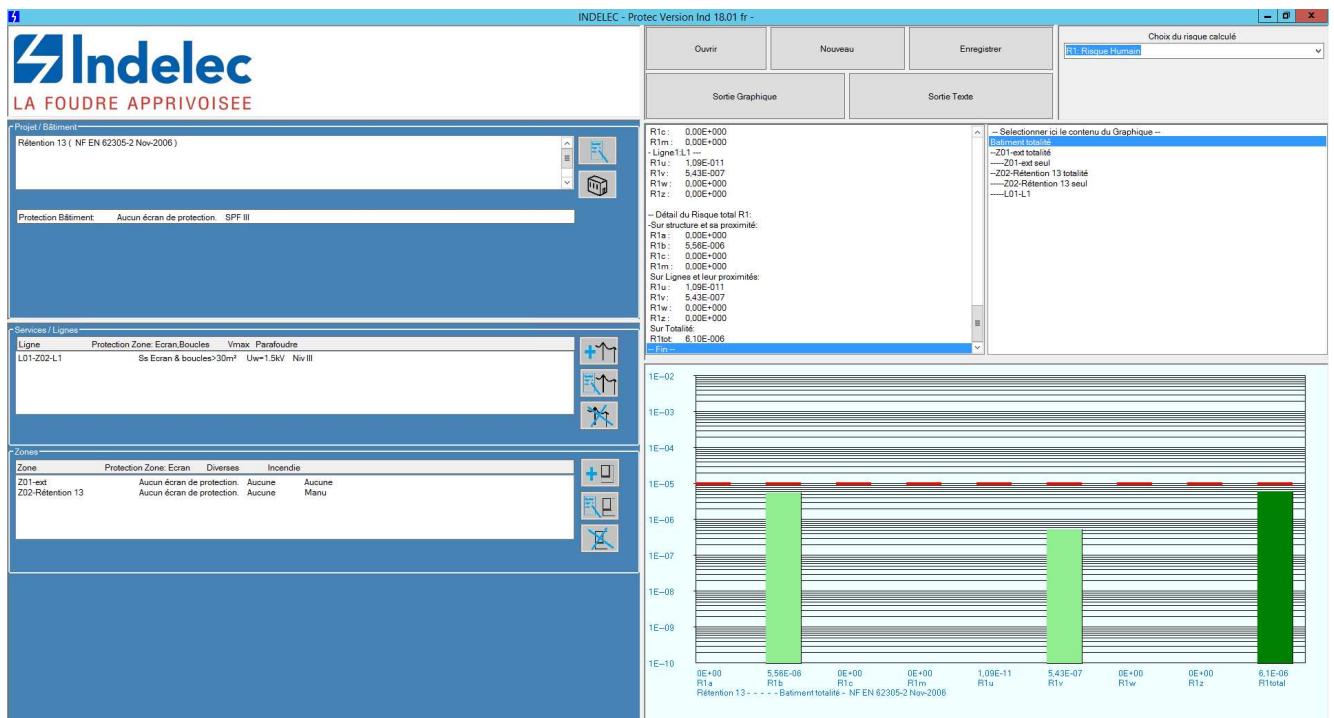 INDELEC - Protec Version Ind 18.01 fr -
Indelec
LA FOUDRE APPRIVOISEE
Ouvrir
Nouveau
Enregistrer
Sortie Graphique
Sortie Texte
Choix du risque calculé
R1: Risque Humain
Projet / Bâtiment
Rétention 13 ( NF EN 62305-2 Nov-2006 )
Protection Bâtiment: Aucun écran de protection. SPF III
Services / Lignes
Ligne Protection Zone: Ecran,Boucles Vmax Parafoudre
L01-Z02-L1 Ss Ecran & boucles>30m² Uw=1.5kV Niv III
Zones
Zone Protection Zone: Ecran Diverses Incendie
Z01-ext Aucun écran de protection. Aucune Aucune
Z02-Rétention 13 Aucun écran de protection. Aucune Manu
R1c : 0,00E+000
R1m : 0,00E+000
- Ligne1:L1 ---
R1u : 1,09E-011
R1v : 5,43E-007
R1w : 0,00E+000
R1z : 0,00E+000
-- Détail du Risque total R1:
-Sur structure et sa proximité:
R1a : 0,00E+000
R1b : 5,56E-006
R1c : 0,00E+000
R1m : 0,00E+000
Sur Lignes et leur proximités:
R1u : 1,09E-011
R1v : 5,43E-007
R1w : 0,00E+000
R1z : 0,00E+000
Sur Totalité:
R1tot: 6,10E-006
-- Fin --
-- Selectionner ici le contenu du Graphique --
Batiment totalité
--Z01-ext totalité
-----Z01-ext seul
--Z02-Rétention 13 totalité
-----Z02-Rétention 13 seul
-----L01-L1
1E-02
1E-03
1E-04
1E-05
1E-06
1E-07
1E-08
1E-09
1E-10
0E+00 5,56E-06 0E+00 0E+00 1,09E-11 5,43E-07 0E+00 0E+00 6,1E-06
R1a R1b R1c R1m R1u R1v R1w R1z R1total
Rétention 13 - - - - - Batiment totalité - NF EN 62305-2 Nov-2006